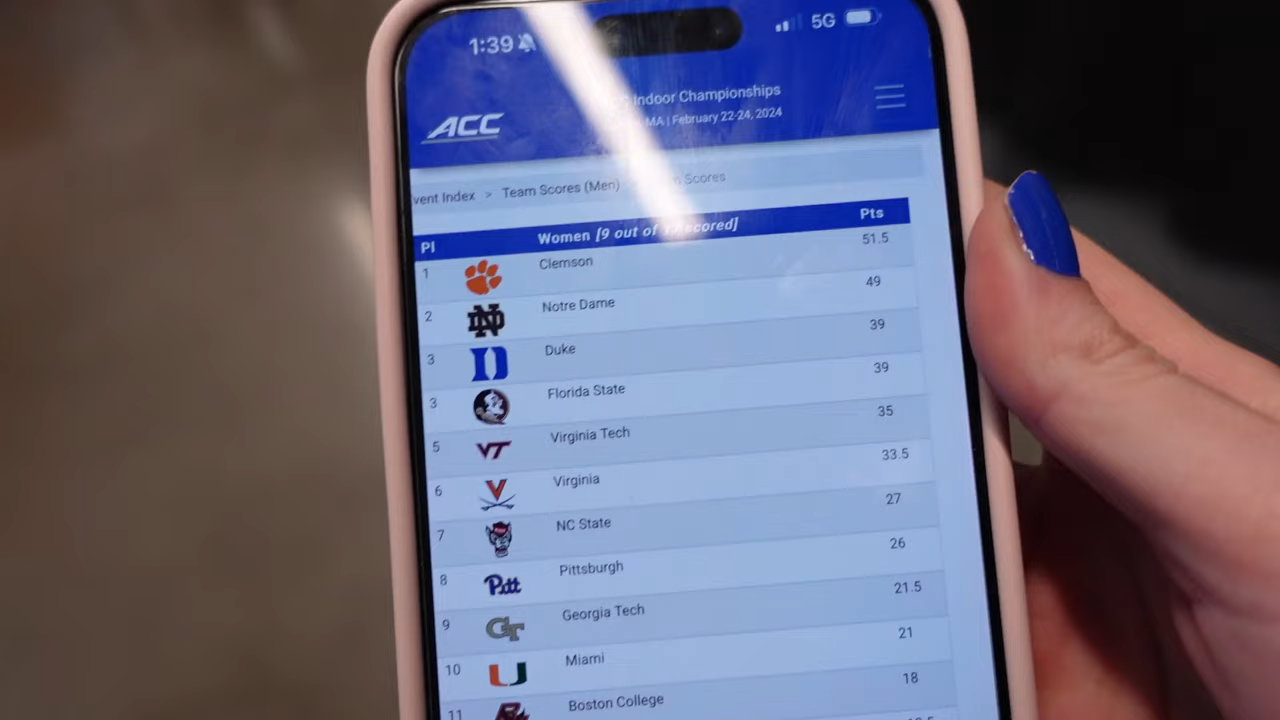 1:39 5G
Indoor Championships
ACC
MA | February 22-24, 2024
vent Index > Team Scores (Men) Scores
Pl Women [9 out of scored] Pts
1 Clemson 51.5
2 Notre Dame 49
3 Duke 39
3 Florida State 39
5 VT Virginia Tech 35
6 V Virginia 33.5
7 NC State 27
8 Pitt Pittsburgh 26
9 GT Georgia Tech 21.5
10 U Miami 21
11 Boston College 18